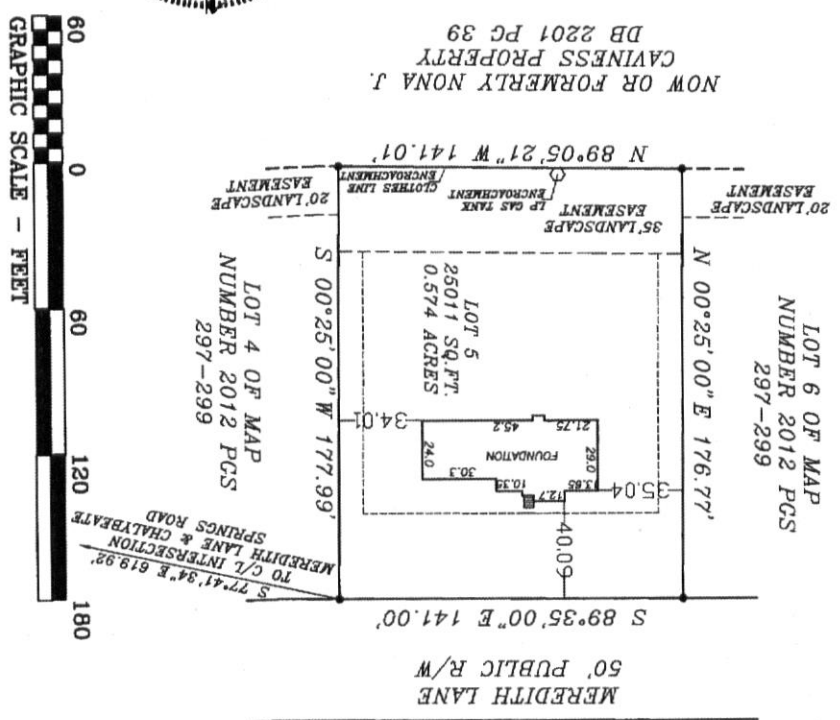 MEREDITH LANE
50' PUBLIC R/W
S 89°35'00" E 141.00'
S 77°41'34" E 619.92'
TO C/L INTERSECTION
MEREDITH LANE & CHALYBEATE
SPRINGS ROAD
40.09
35.04
34.01
12.7
3.65
10.35
30.3
29.0
24.0
FOUNDATION
21.75
45.2
LOT 5
25011 SQ.FT.
0.574 ACRES
LOT 4 OF MAP
NUMBER 2012 PGS
297-299
LOT 6 OF MAP
NUMBER 2012 PGS
297-299
S 00°25'00" W 177.99'
N 00°25'00" E 176.77'
35' LANDSCAPE
EASEMENT
20' LANDSCAPE
EASEMENT
20' LANDSCAPE
EASEMENT
LP GAS TANK
ENCROACHMENT
CLOTHES LINE
ENCROACHMENT
N 89°05'21" W 141.01'
NOW OR FORMERLY NONA J.
CAVINESS PROPERTY
DB 2201 PG 39
60
0
60
120
180
GRAPHIC SCALE - FEET